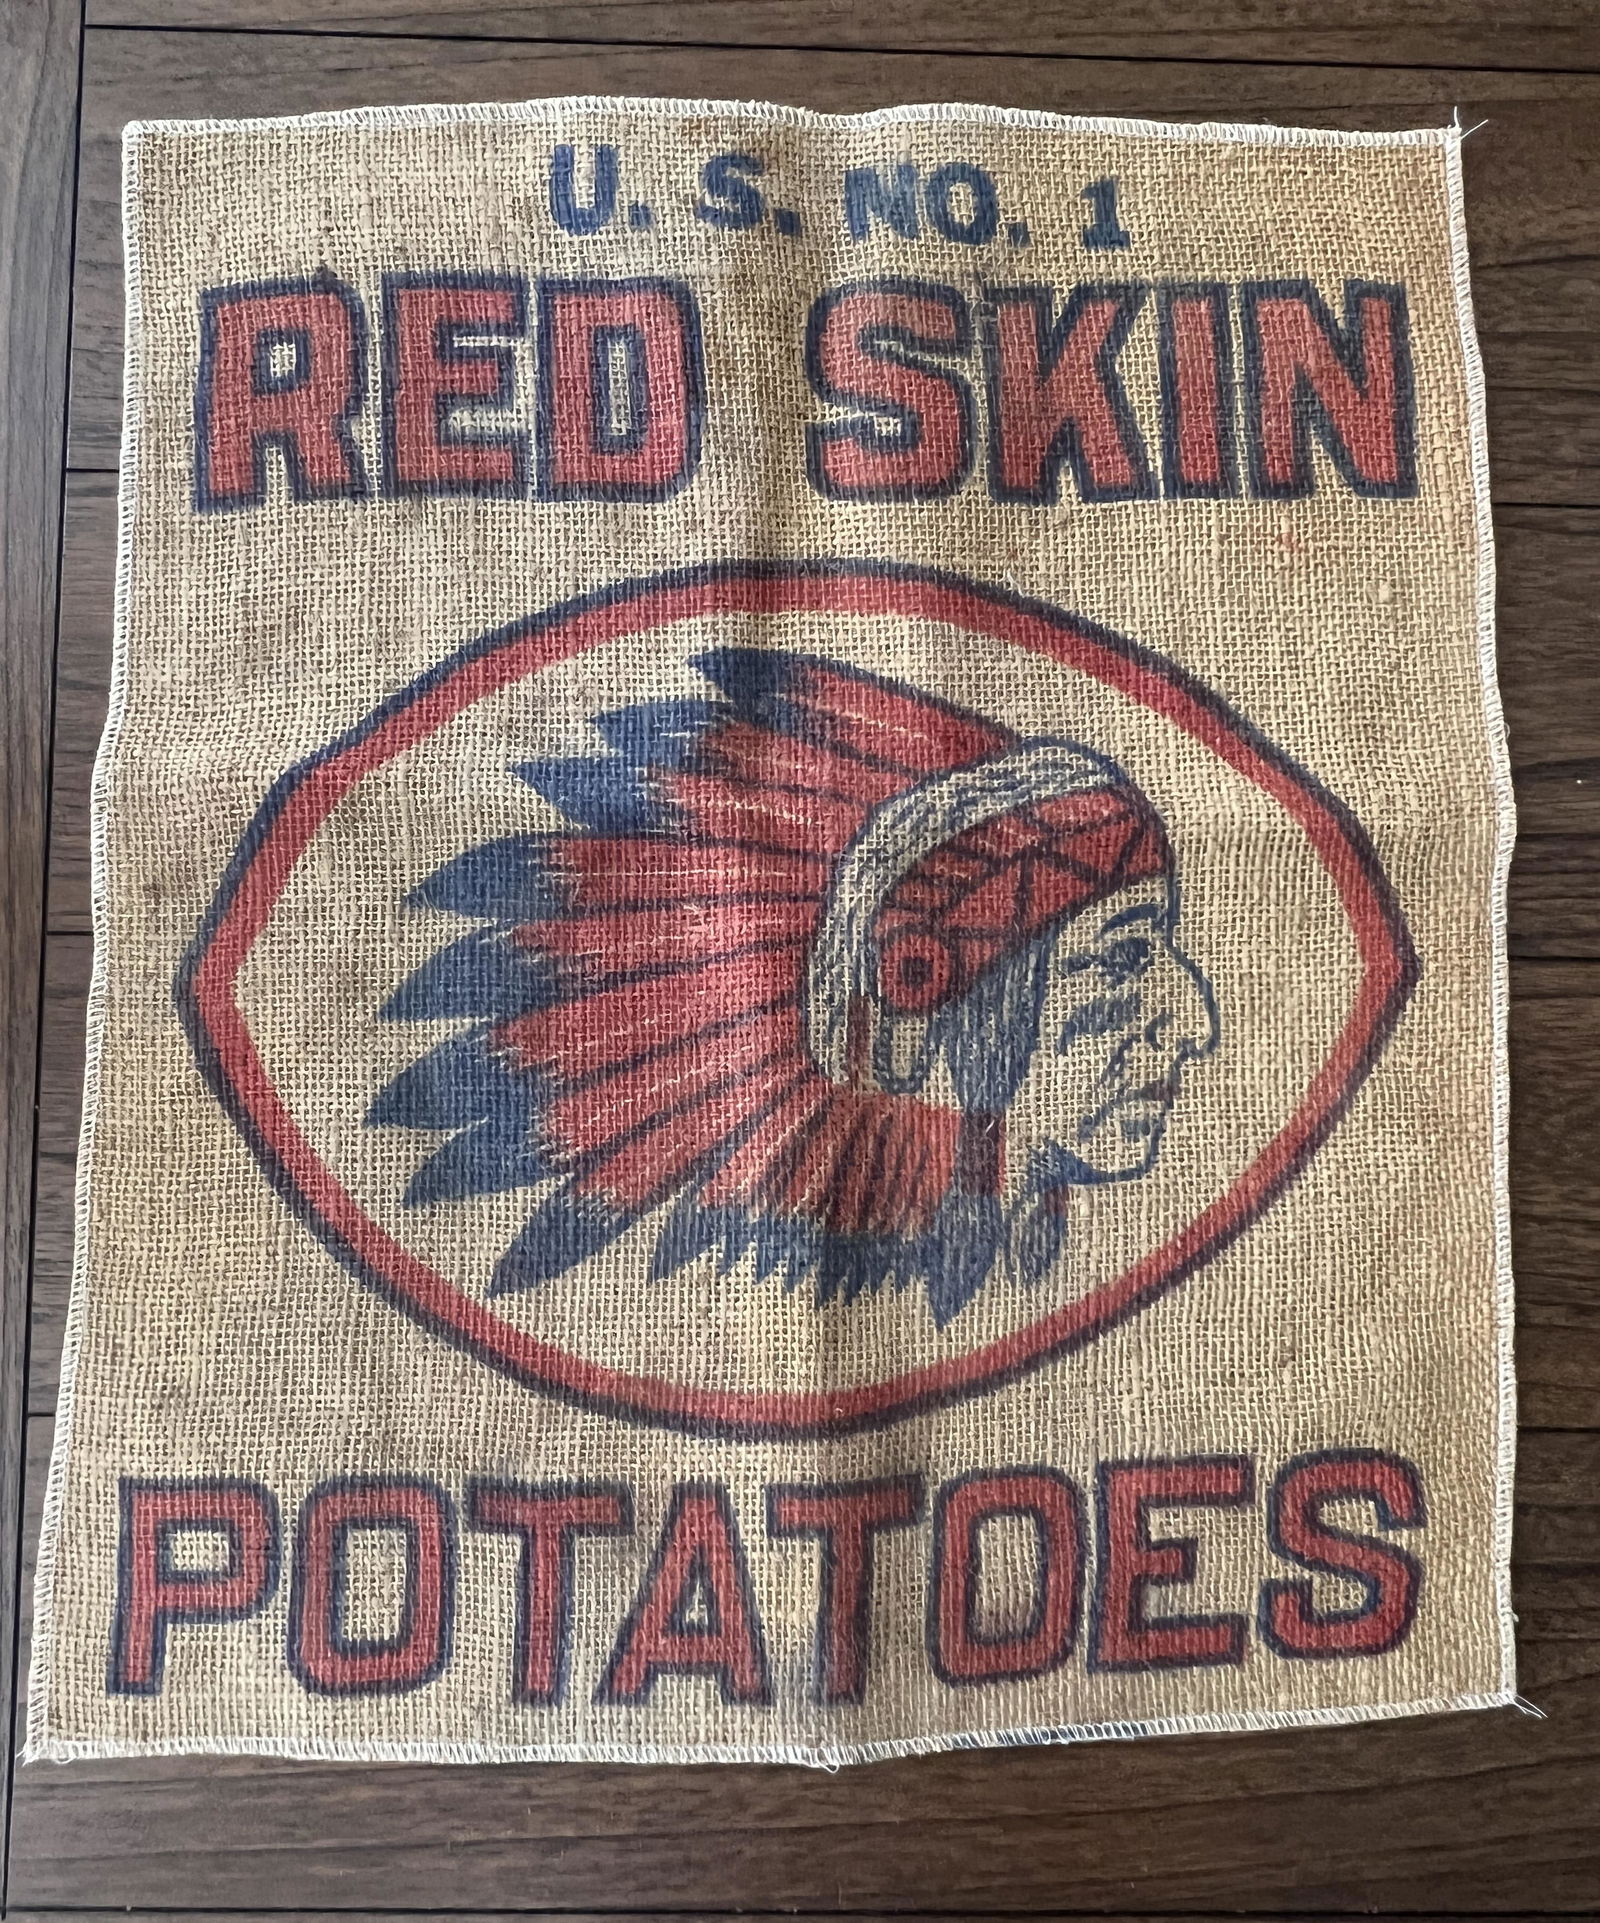 U. S. NO. 1
RED SKIN
POTATOES